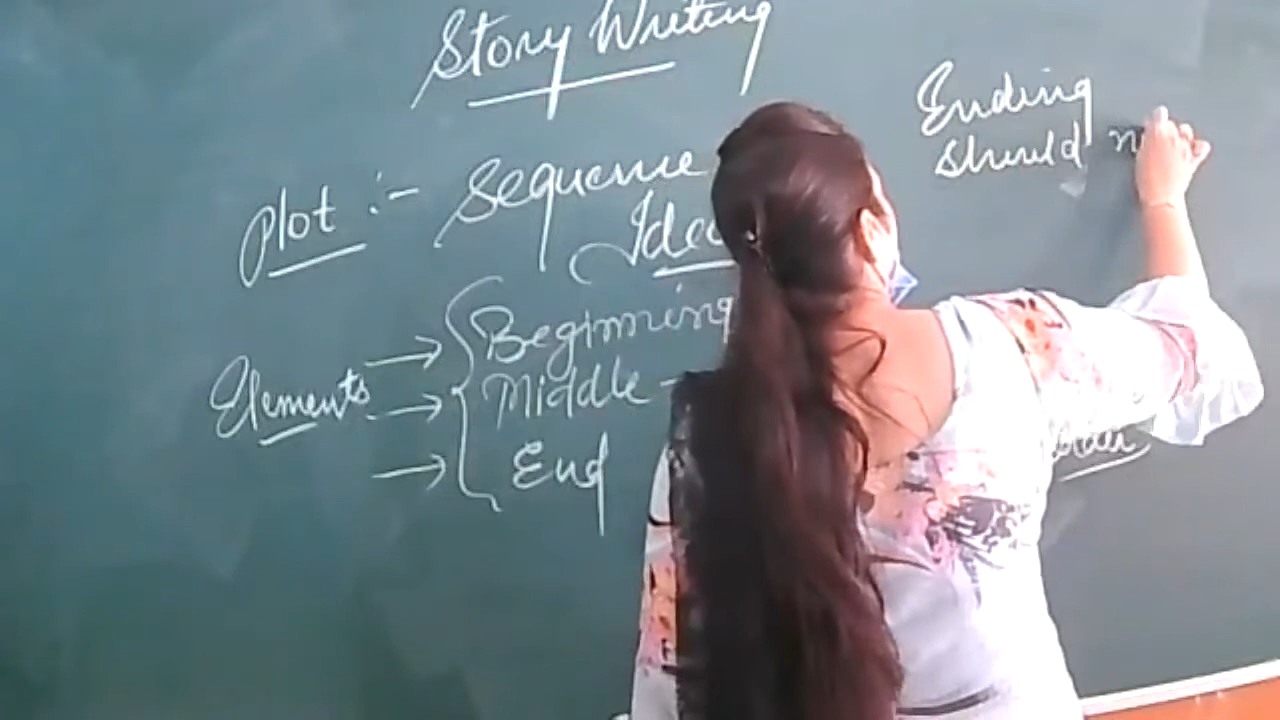 Story Writing
Plot :- Sequence
Idea
Elements → Beginning
→ Middle -
→ End
Ending
should